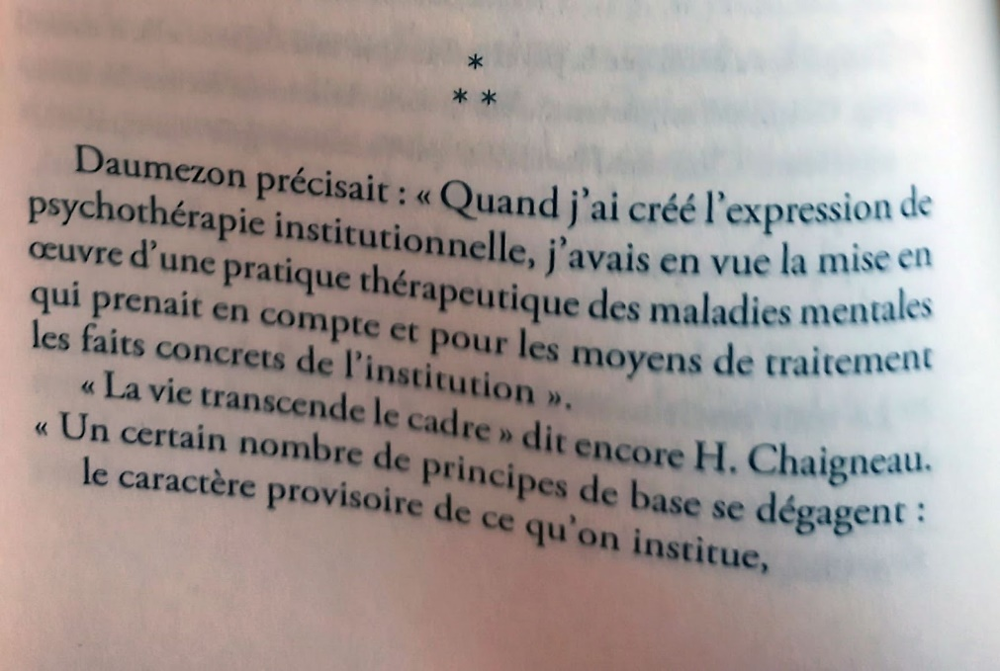 *
* *
Daumezon précisait : « Quand j'ai créé l'expression de
psychothérapie institutionnelle, j'avais en vue la mise en
œuvre d'une pratique thérapeutique des maladies mentales
qui prenait en compte et pour les moyens de traitement
les faits concrets de l'institution ».
« La vie transcende le cadre » dit encore H. Chaigneau.
« Un certain nombre de principes de base se dégagent :
le caractère provisoire de ce qu'on institue,